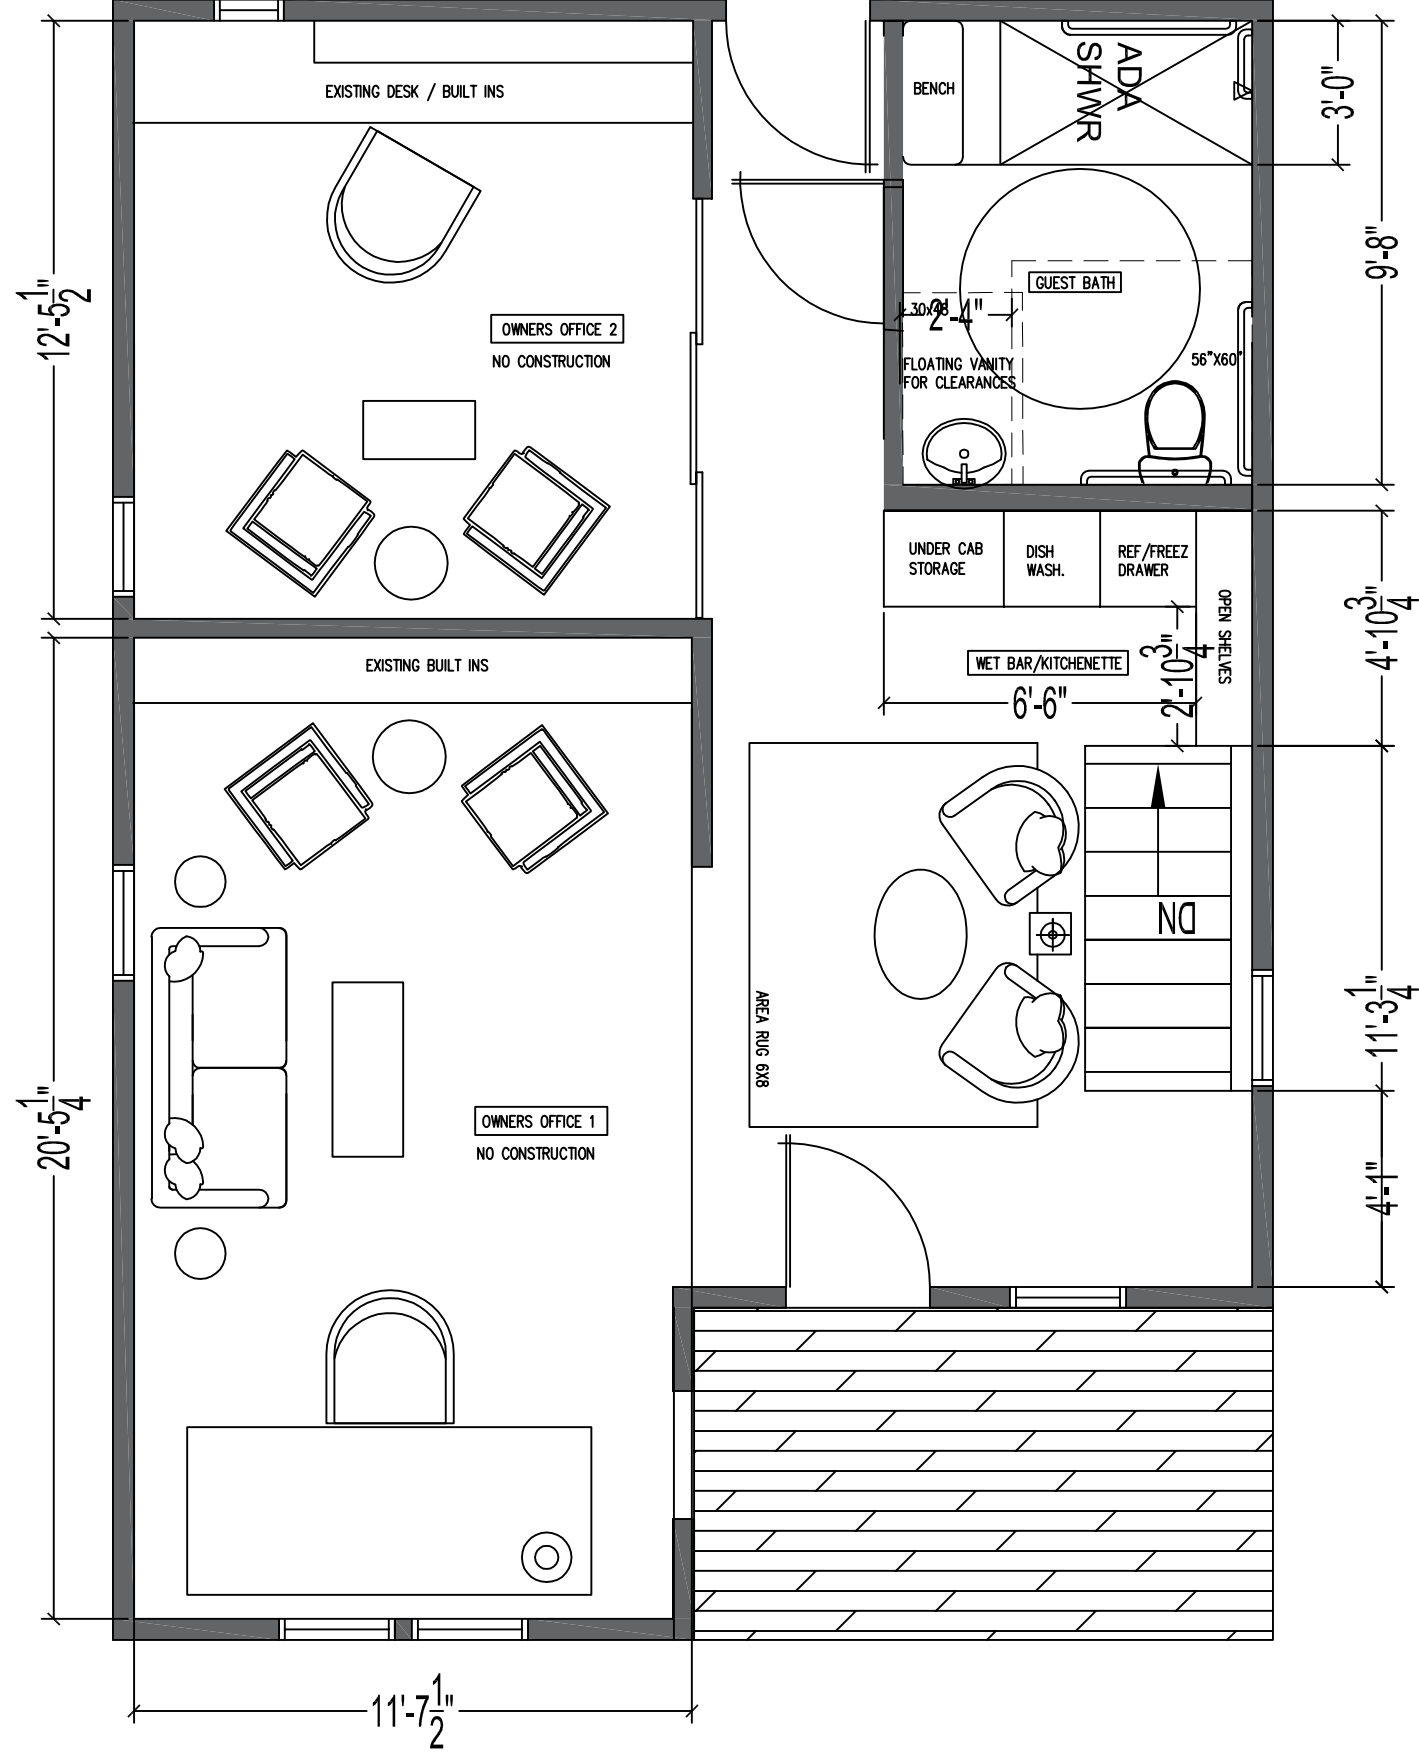 EXISTING DESK / BUILT INS
BENCH
ADA
SHWR
3'-0"
9'-8"
12'-5 1/2"
GUEST BATH
30x48
2'-4"
OWNERS OFFICE 2
NO CONSTRUCTION
56"X60"
FLOATING VANITY
FOR CLEARANCES
UNDER CAB
STORAGE
DISH
WASH.
REF/FREEZ
DRAWER
OPEN SHELVES
4'-10 3/4"
EXISTING BUILT INS
WET BAR/KITCHENETTE
2'-10 3/4"
6'-6"
DN
AREA RUG 6X8
11'-3 1/4"
20'-5 1/4"
OWNERS OFFICE 1
NO CONSTRUCTION
4'-1"
11'-7 1/2"